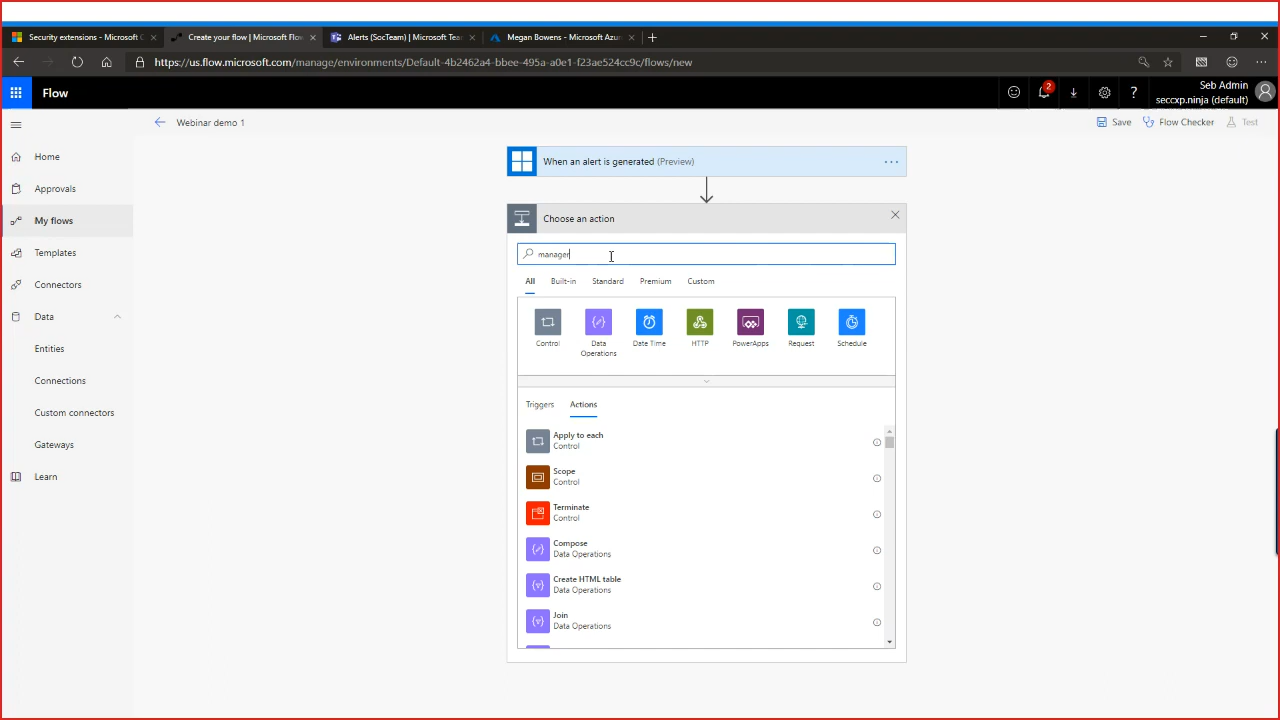 Security extensions - Microsoft C
Create your flow | Microsoft Flo
Alerts (SocTeam) | Microsoft Tea
Megan Bowens - Microsoft Azu
https://us.flow.microsoft.com/manage/environments/Default-4b2462a4-bbee-495a-a0e1-f23ae524cc9c/flows/new
Flow
2
?
Seb Admin
seccxp.ninja (default)
Webinar demo 1
Save
Flow Checker
Test
Home
Approvals
My flows
Templates
Connectors
Data
Entities
Connections
Custom connectors
Gateways
Learn
When an alert is generated (Preview)
Choose an action
manager
All
Built-in
Standard
Premium
Custom
Control
Data Operations
Date Time
HTTP
PowerApps
Request
Schedule
Triggers
Actions
Apply to each
Control
Scope
Control
Terminate
Control
Compose
Data Operations
Create HTML table
Data Operations
Join
Data Operations